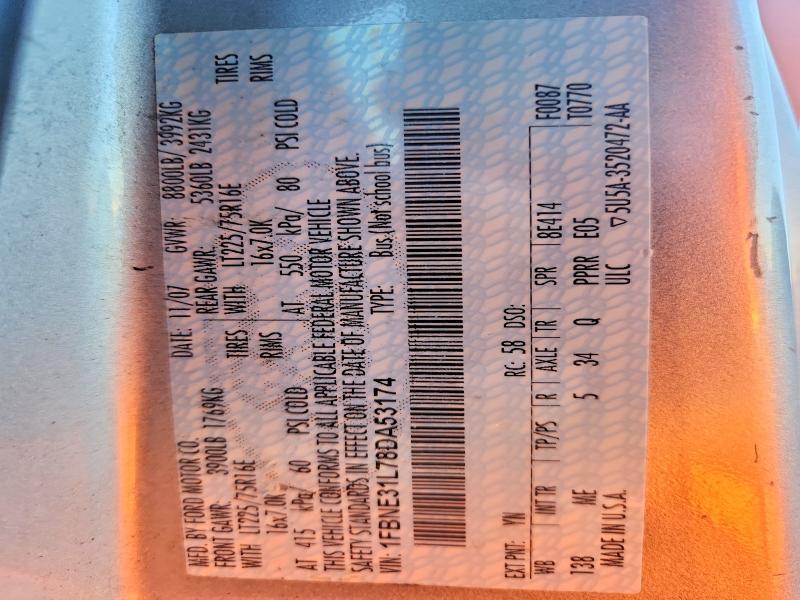 MFD. BY FORD MOTOR CO.
DATE: 11/07 GVWR: 8800LB/ 3992KG
FRONT GAWR: 3900LB 1769KG REAR GAWR: 5360LB 2431KG
WITH LT225/75R16E TIRES WITH LT225/75R16E TIRES
16x7.0K RIMS 16x7.0K RIMS
AT 415 kPa/ 60 PSI COLD AT 550 kPa/ 80 PSI COLD
THIS VEHICLE CONFORMS TO ALL APPLICABLE FEDERAL MOTOR VEHICLE
SAFETY STANDARDS IN EFFECT ON THE DATE OF MANUFACTURE SHOWN ABOVE.
VIN: 1FBNE31L78DA53174 TYPE: Bus (Not school bus)
EXT PNT: YN RC: 58 DSO: F0087
WB INT TR TP/PS R AXLE TR SPR 8E414 T0770
138 ME 5 34 Q PPRR E05
MADE IN U.S.A. ULC ▽5U5A-3520472-AA